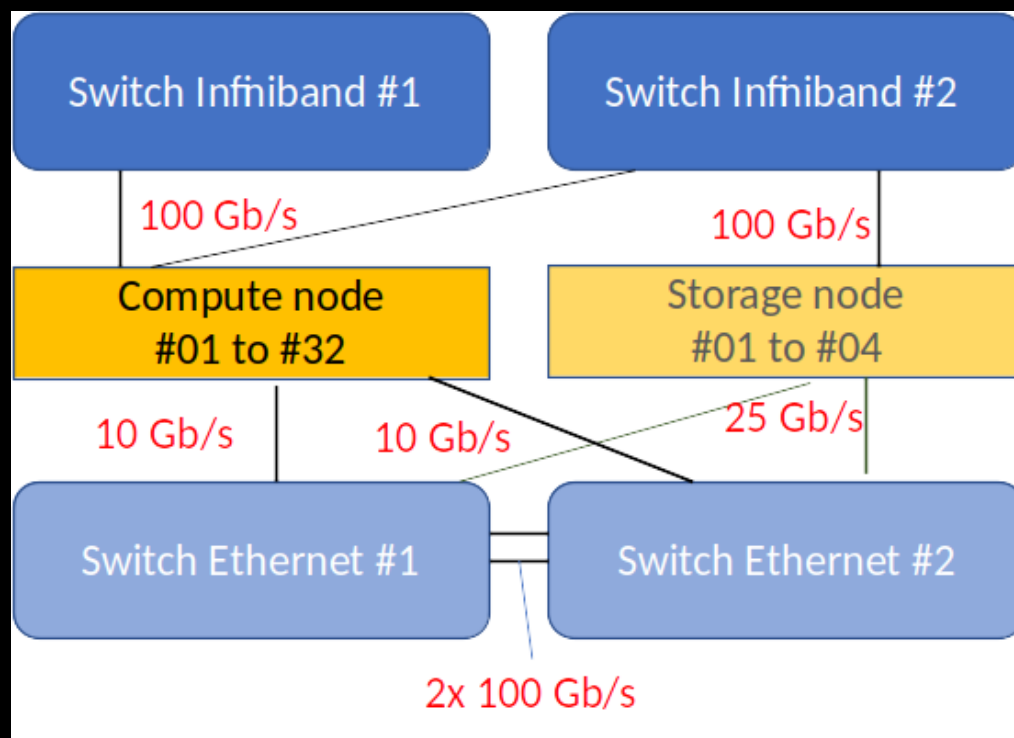 Switch Infiniband #1
Switch Infiniband #2
100 Gb/s
100 Gb/s
Compute node
#01 to #32
Storage node
#01 to #04
10 Gb/s
10 Gb/s
25 Gb/s
Switch Ethernet #1
Switch Ethernet #2
2x 100 Gb/s